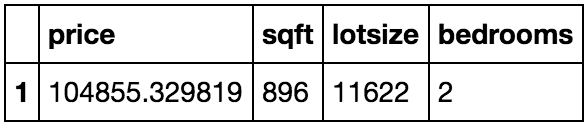 price sqft lotsize bedrooms
1 104855.329819 896 11622 2